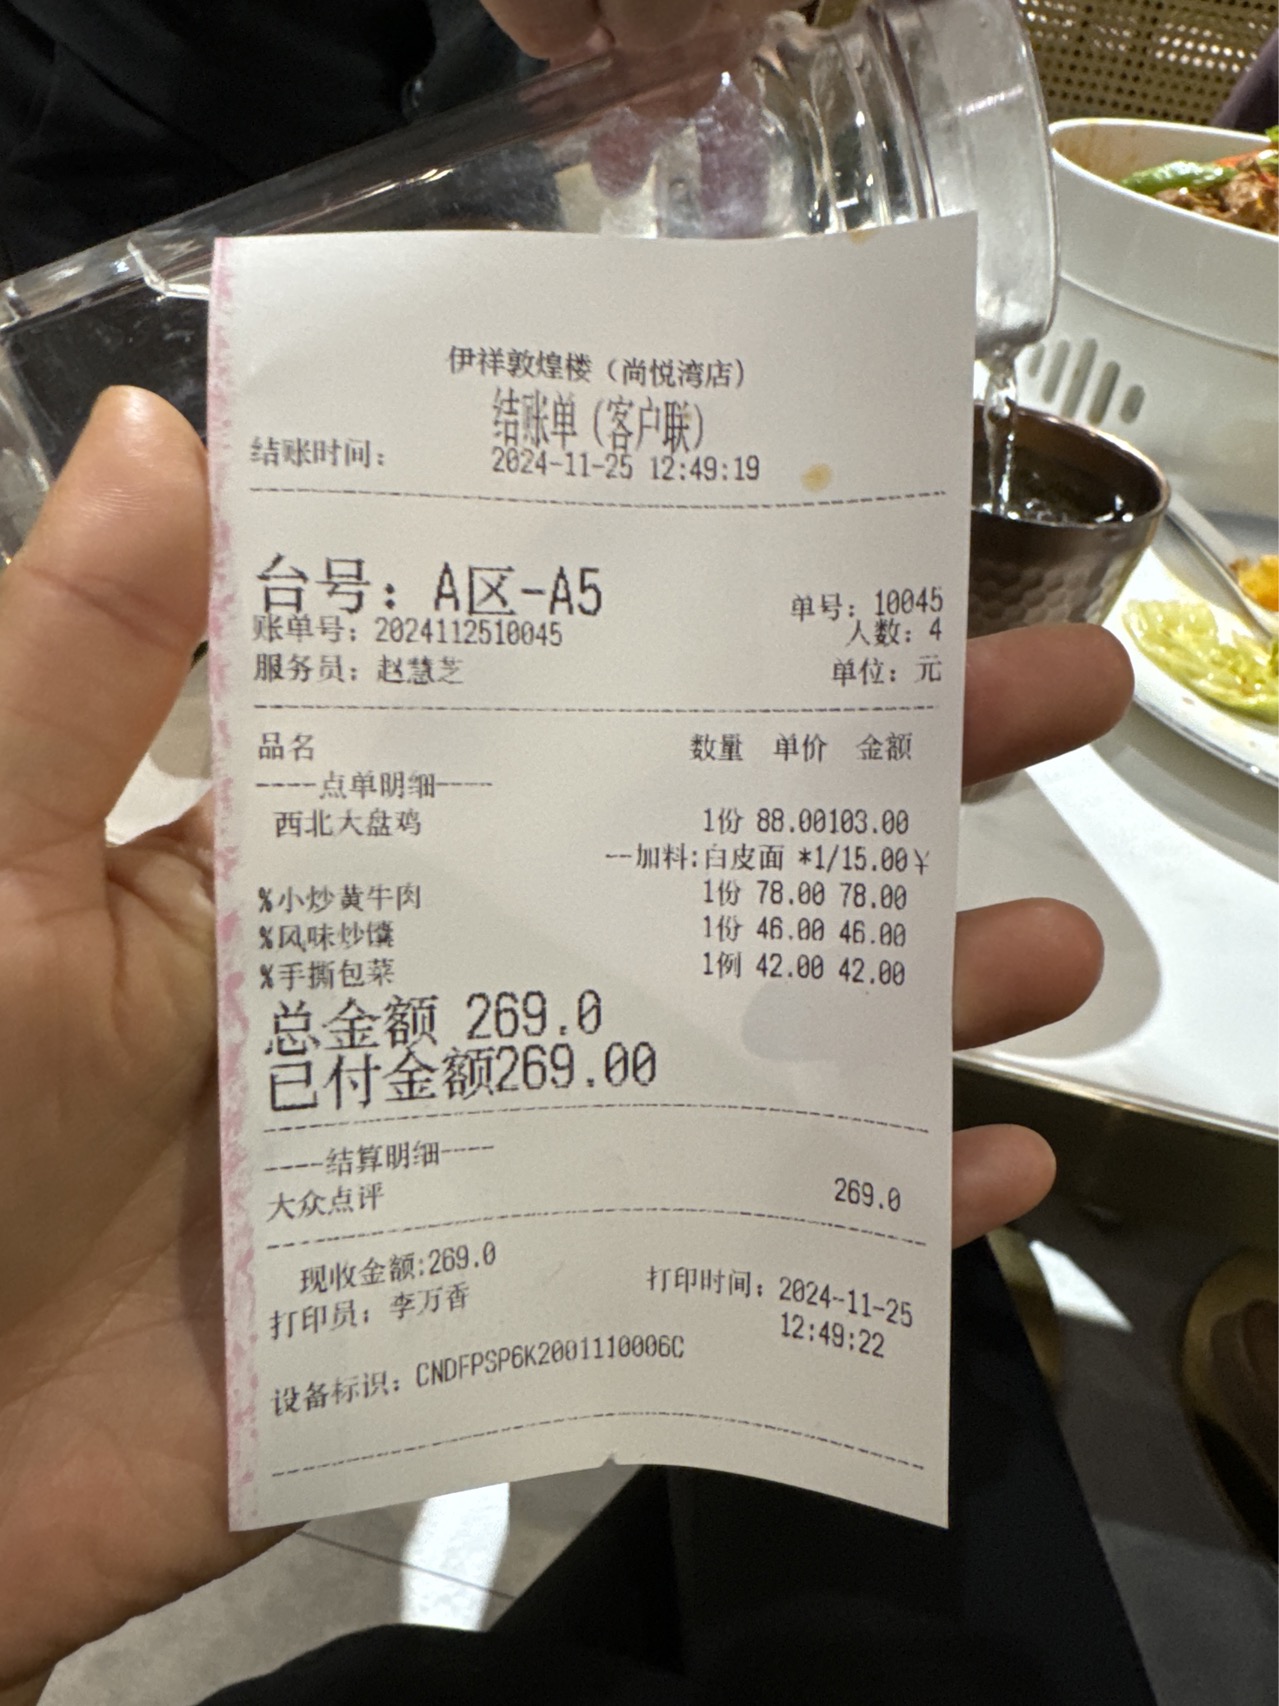 伊祥敦煌楼（尚悦湾店）
结账单（客户联）
结账时间： 2024-11-25 12:49:19
台号：A区-A5
单号：10045
账单号：2024112510045 人数：4
服务员：赵慧芝 单位：元
品名 数量 单价 金额
----点单明细----
西北大盘鸡 1份 88.00103.00
--加料:白皮面 *1/15.00¥
%小炒黄牛肉 1份 78.00 78.00
%风味炒馕 1份 46.00 46.00
%手撕包菜 1例 42.00 42.00
总金额 269.0
已付金额269.00
----结算明细----
大众点评 269.0
现收金额:269.0
打印员：李万香 打印时间：2024-11-25
12:49:22
设备标识：CNDFPSP6K2001110006C